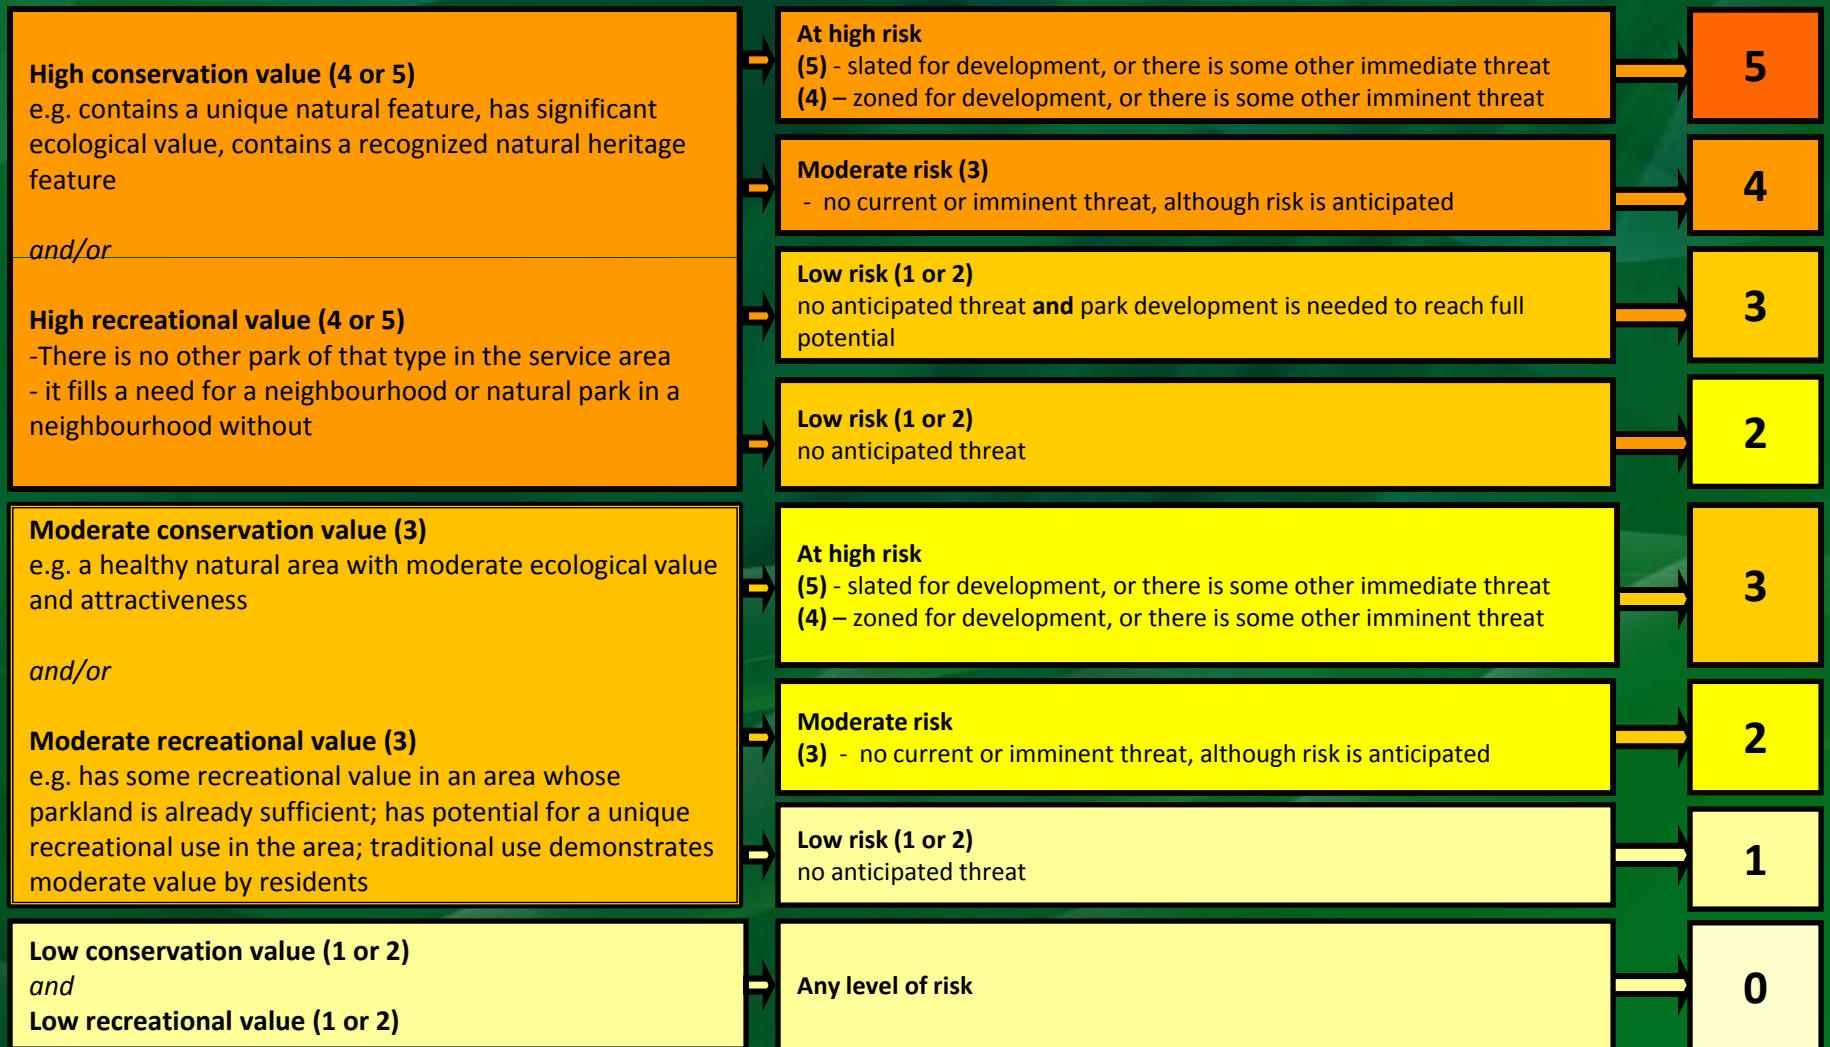 High conservation value (4 or 5)
e.g. contains a unique natural feature, has significant
ecological value, contains a recognized natural heritage
feature
and/or
High recreational value (4 or 5)
-There is no other park of that type in the service area
- it fills a need for a neighbourhood or natural park in a
neighbourhood without
At high risk
(5) - slated for development, or there is some other immediate threat
(4) – zoned for development, or there is some other imminent threat
5
Moderate risk (3)
- no current or imminent threat, although risk is anticipated
4
Low risk (1 or 2)
no anticipated threat and park development is needed to reach full
potential
3
Low risk (1 or 2)
no anticipated threat
2
Moderate conservation value (3)
e.g. a healthy natural area with moderate ecological value
and attractiveness
and/or
Moderate recreational value (3)
e.g. has some recreational value in an area whose
parkland is already sufficient; has potential for a unique
recreational use in the area; traditional use demonstrates
moderate value by residents
At high risk
(5) - slated for development, or there is some other immediate threat
(4) – zoned for development, or there is some other imminent threat
3
Moderate risk
(3) - no current or imminent threat, although risk is anticipated
2
Low risk (1 or 2)
no anticipated threat
1
Low conservation value (1 or 2)
and
Low recreational value (1 or 2)
Any level of risk
0